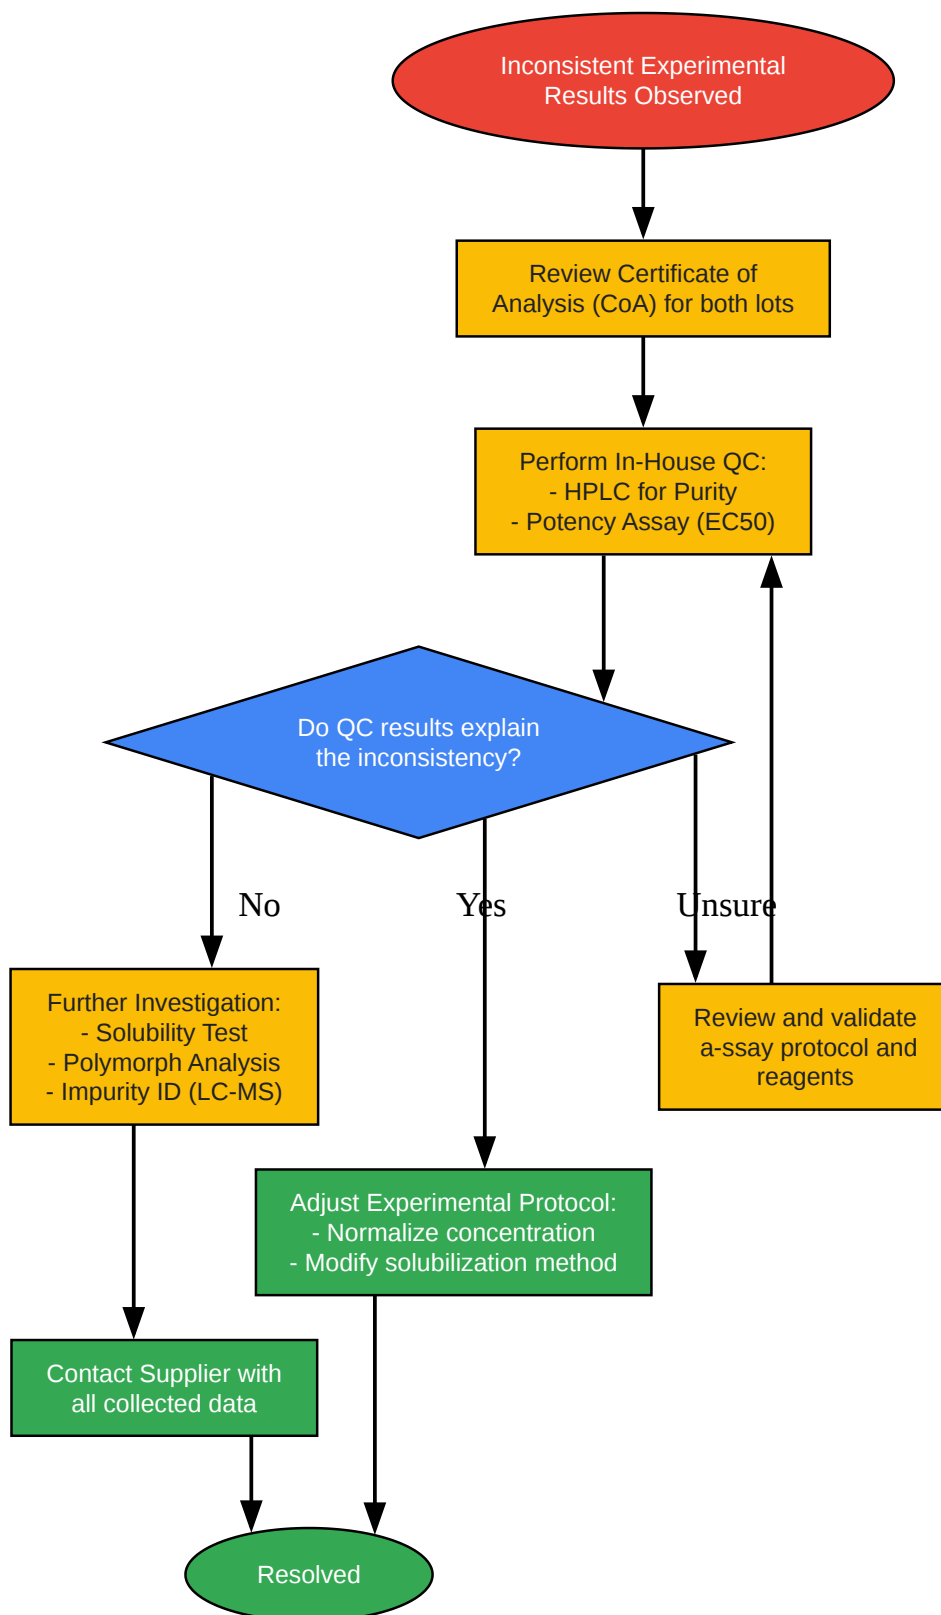 Inconsistent Experimental
Results Observed
Review Certificate of
Analysis (CoA) for both lots
Perform In-House QC:
- HPLC for Purity
- Potency Assay (EC50)
Do QC results explain
the inconsistency?
No
Yes
Unsure
Further Investigation:
- Solubility Test
- Polymorph Analysis
- Impurity ID (LC-MS)
Review and validate
a-ssay protocol and
reagents
Adjust Experimental Protocol:
- Normalize concentration
- Modify solubilization method
Contact Supplier with
all collected data
Resolved